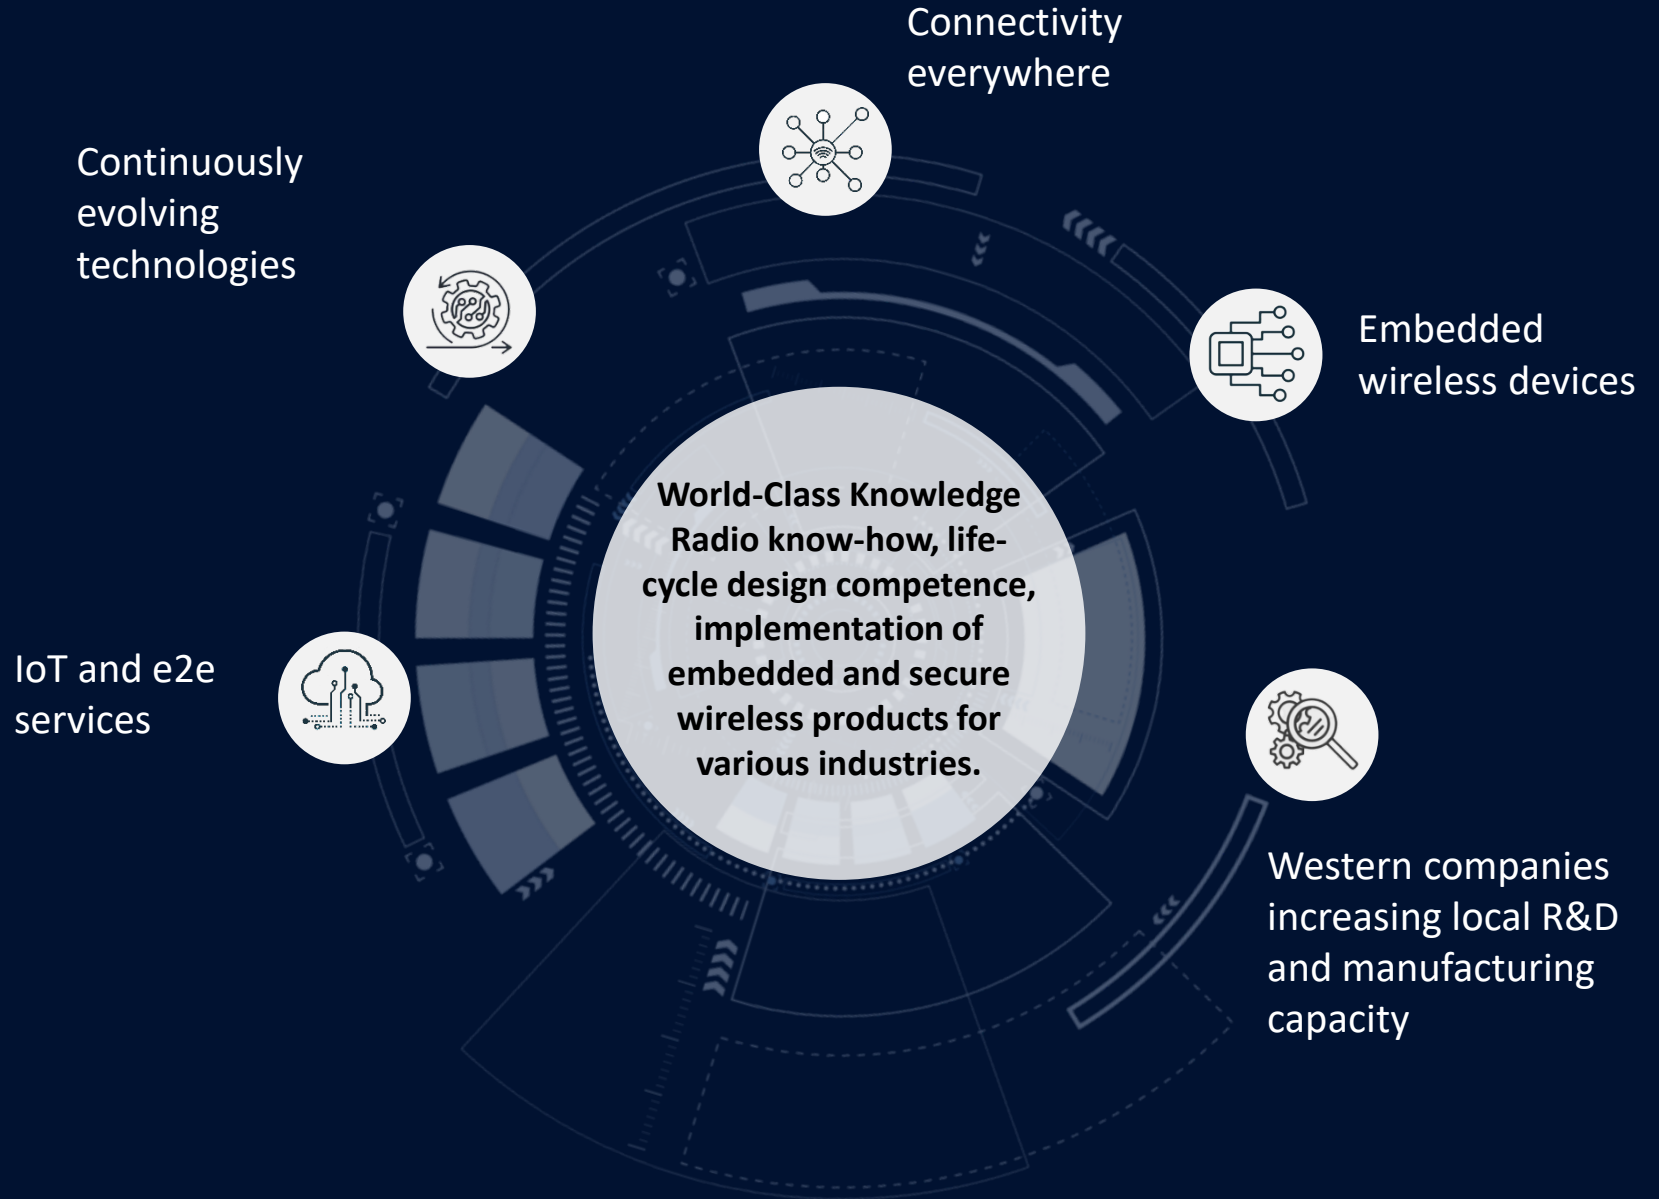 Connectivity
everywhere
Continuously
evolving
technologies
Embedded
wireless devices
World-Class Knowledge
Radio know-how, life-
cycle design competence,
implementation of
embedded and secure
wireless products for
various industries.
IoT and e2e
services
Western companies
increasing local R&D
and manufacturing
capacity